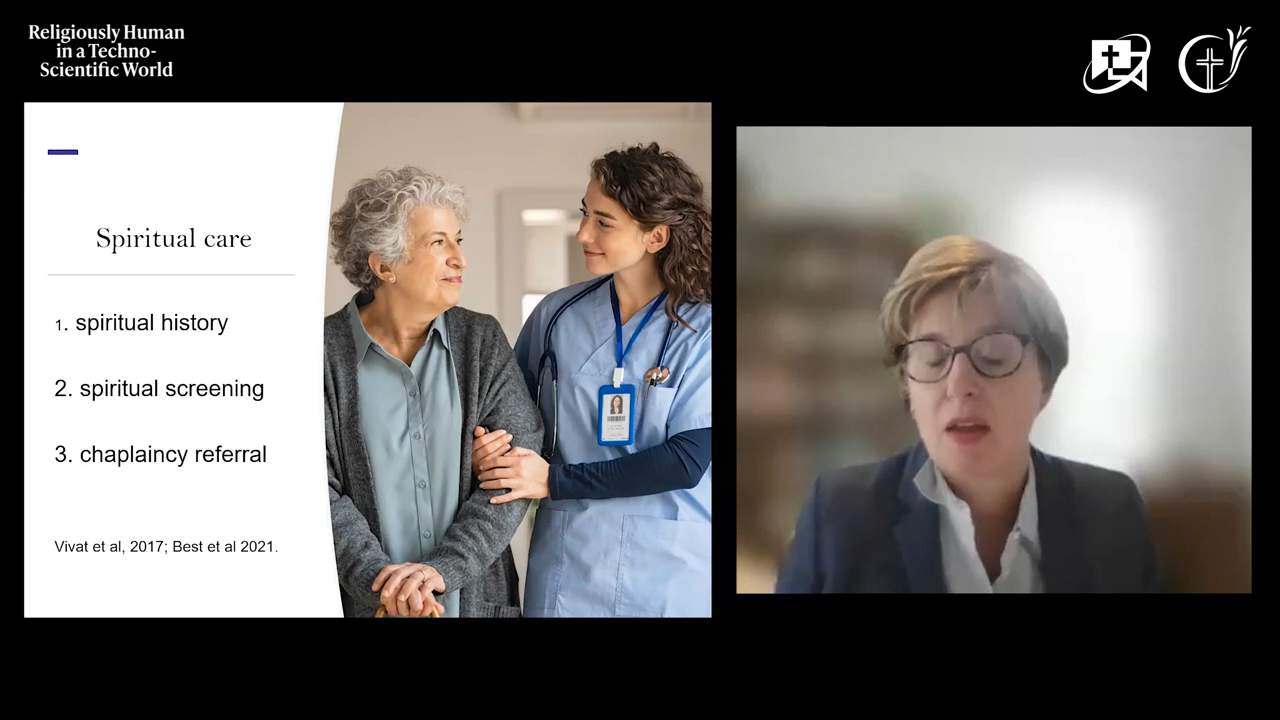 Religiously Human
in a Techno-
Scientific World
Spiritual care
1. spiritual history
2. spiritual screening
3. chaplaincy referral
Vivat et al, 2017; Best et al 2021.